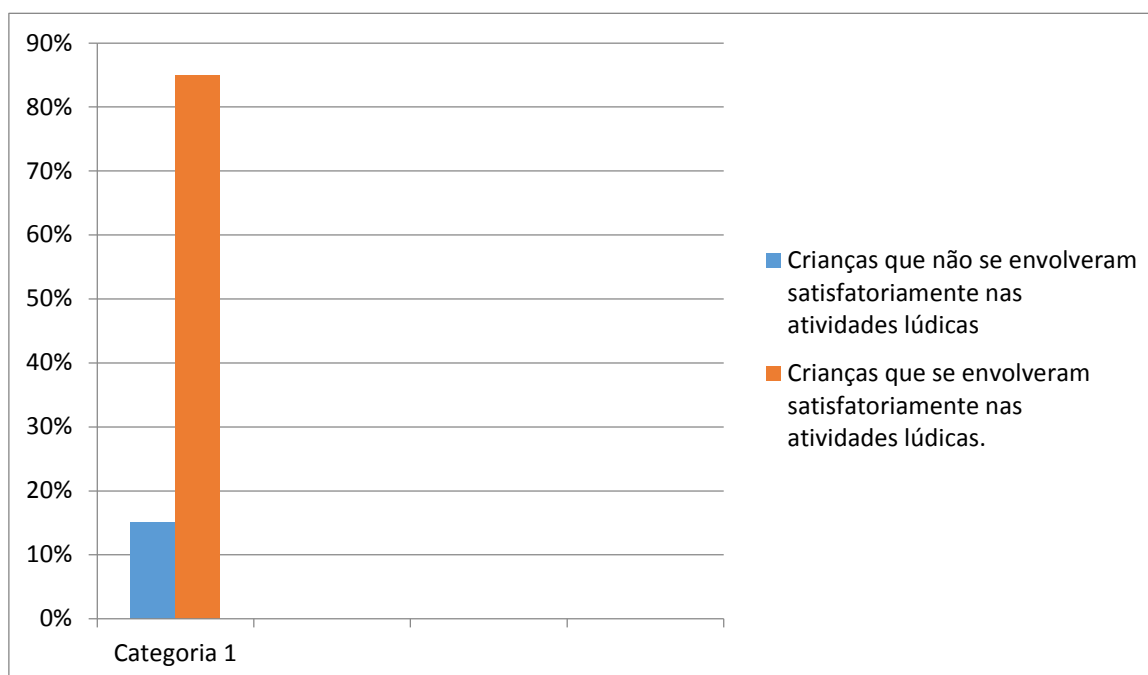 90%
80%
70%
60%
50%
40%
30%
20%
10%
0%
Categoria 1
Crianças que não se envolveram
satisfatoriamente nas
atividades lúdicas
Crianças que se envolveram
satisfatoriamente nas
atividades lúdicas.